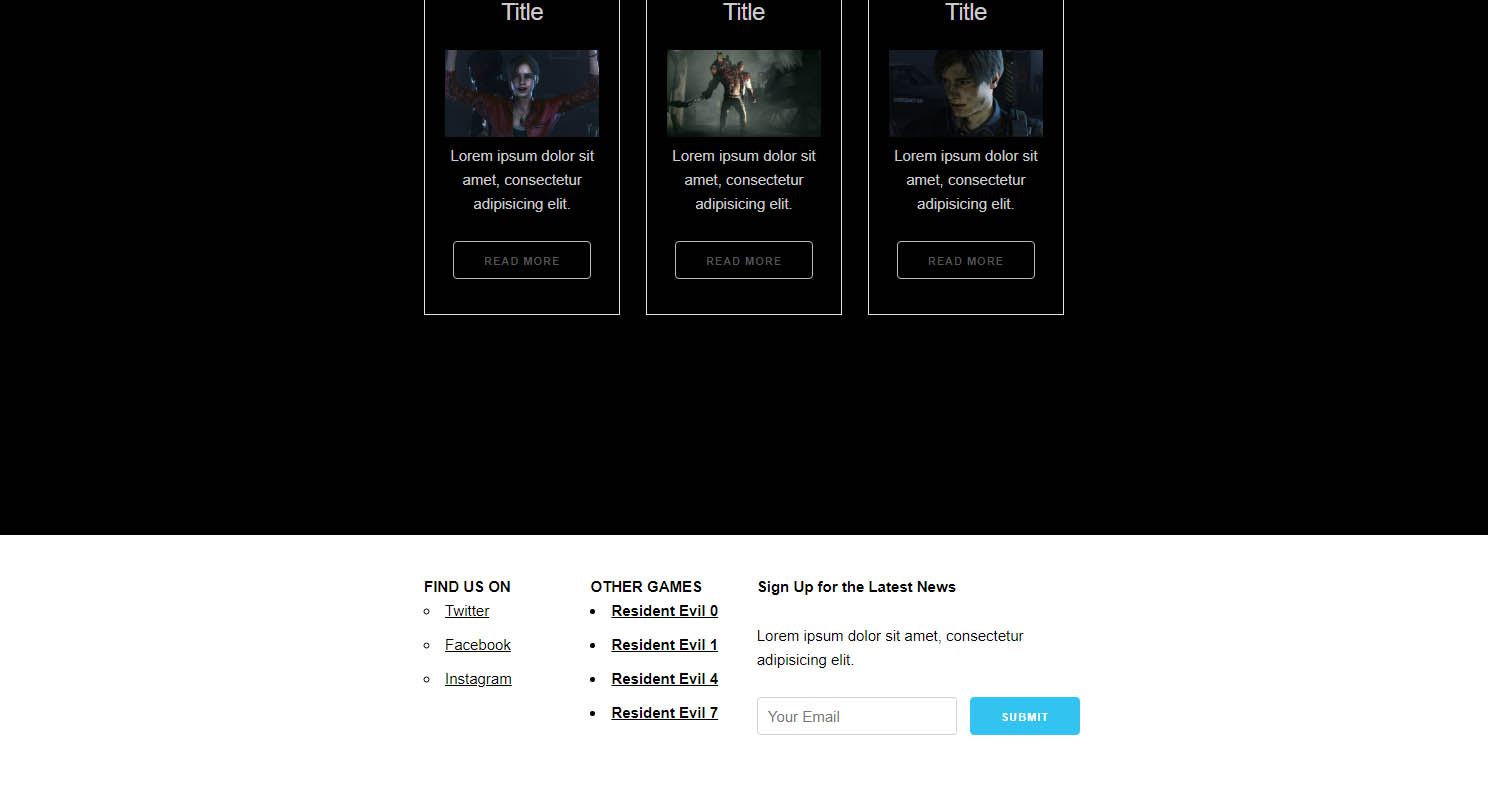 Title
Title
Title
Lorem ipsum dolor sit
amet, consectetur
adipisicing elit.
READ MORE
Lorem ipsum dolor sit
amet, consectetur
adipisicing elit.
READ MORE
Lorem ipsum dolor sit
amet, consectetur
adipisicing elit.
READ MORE
FIND US ON
Twitter
Facebook
Instagram
OTHER GAMES
Resident Evil 0
Resident Evil 1
Resident Evil 4
Resident Evil 7
Sign Up for the Latest News
Lorem ipsum dolor sit amet, consectetur
adipisicing elit.
Your Email
SUBMIT